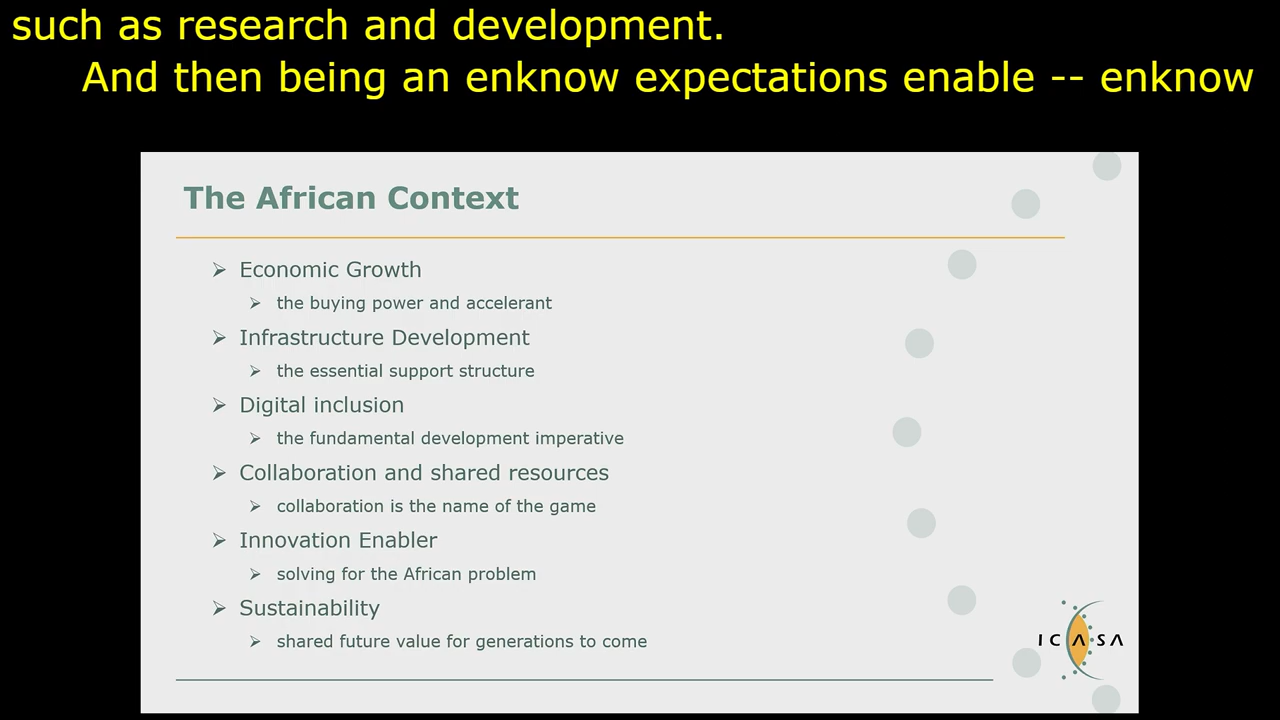 such as research and development.
And then being an enknow expectations enable -- enknow
The African Context
Economic Growth
the buying power and accelerant
Infrastructure Development
the essential support structure
Digital inclusion
the fundamental development imperative
Collaboration and shared resources
collaboration is the name of the game
Innovation Enabler
solving for the African problem
Sustainability
shared future value for generations to come
ICASA